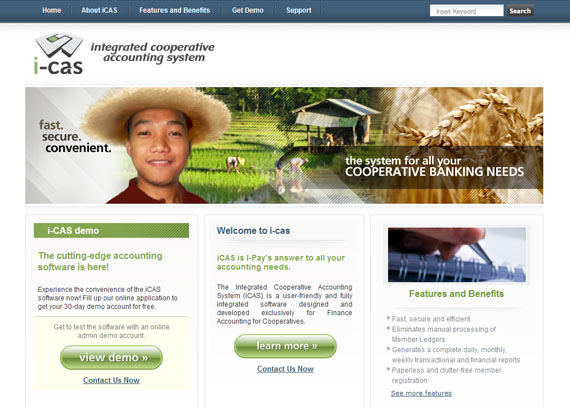 Home About iCAS Features and Benefits Get Demo Support
Insert Keyword Search
i-cas
integrated cooperative
accounting system
fast.
secure.
convenient.
the system for all your
COOPERATIVE BANKING NEEDS
i-CAS demo
The cutting-edge accounting
software is here!
Experience the convenience of the iCAS
software now! Fill up our online application to
get your 30-day demo account for free.
Get to test the software with an online
admin demo account.
view demo »
Contact Us Now
Welcome to i-cas
iCAS is I-Pay's answer to all your
accounting needs.
The Integrated Cooperative Accounting
System (iCAS) is a user-friendly and fully
integrated software designed and
developed exclusively for Finance
Accounting for Cooperatives.
learn more »
Contact Us Now
Features and Benefits
Fast, secure and efficient.
Eliminates manual processing of
Member Ledgers
Generates a complete daily, monthly,
weekly transactional and financial reports
Paperless and clutter-free member
registration
See more features